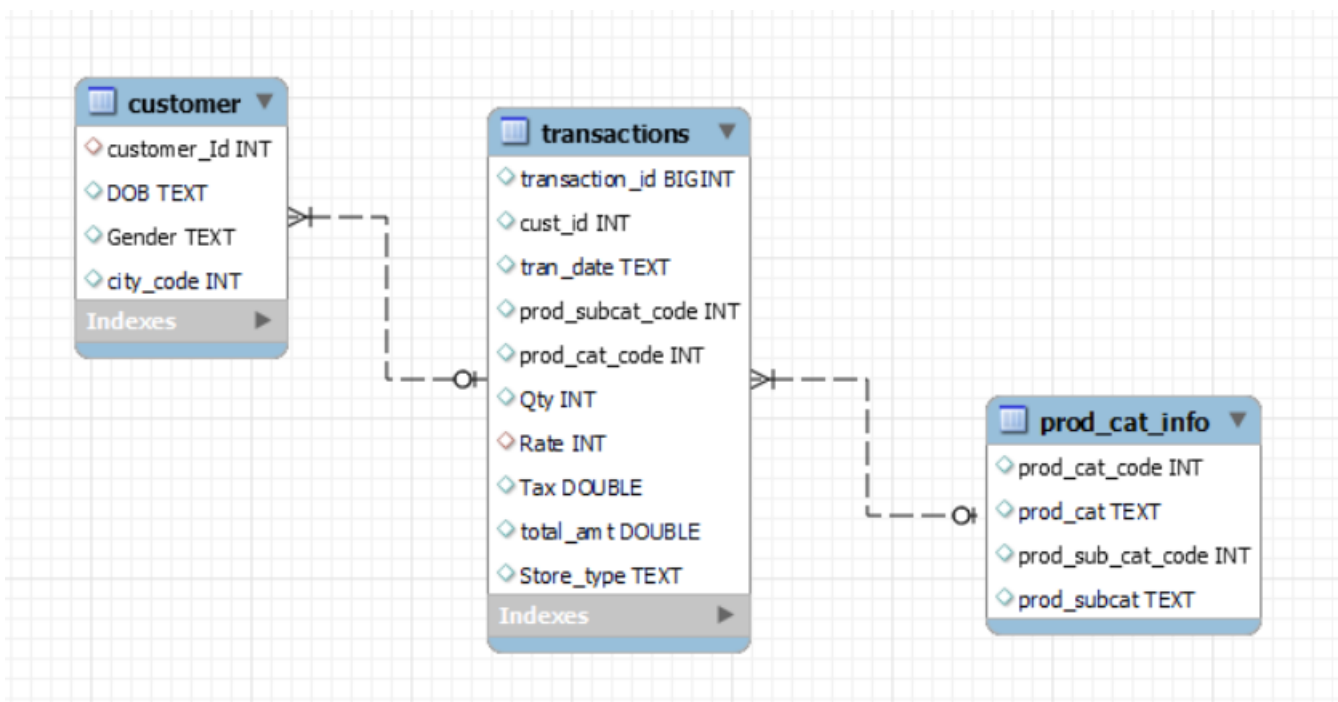 customer
customer_Id INT
DOB TEXT
Gender TEXT
city_code INT
Indexes
transactions
transaction_id BIGINT
cust_id INT
tran_date TEXT
prod_subcat_code INT
prod_cat_code INT
Qty INT
Rate INT
Tax DOUBLE
total_amt DOUBLE
Store_type TEXT
Indexes
prod_cat_info
prod_cat_code INT
prod_cat TEXT
prod_sub_cat_code INT
prod_subcat TEXT